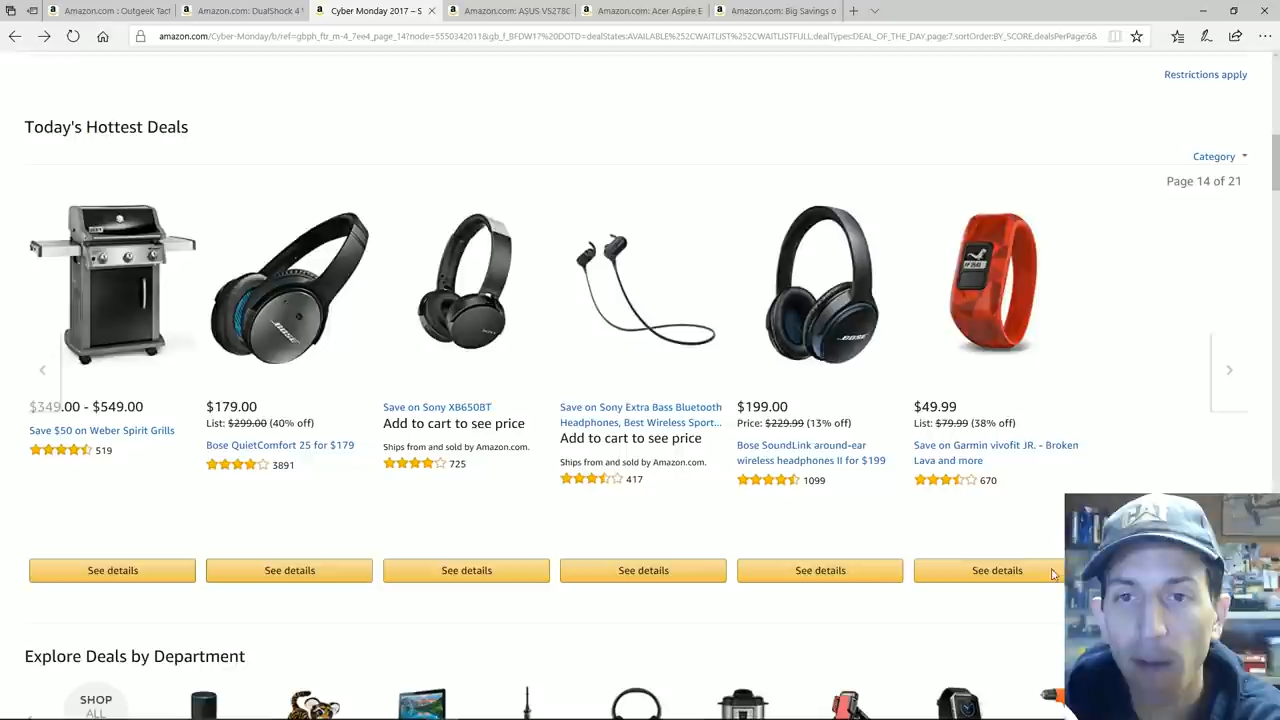 Amazon.com : Outgeek Tact
Amazon.com: DualShock 4
Cyber Monday 2017 – S
Amazon.com: ASUS VS278Q
Amazon.com: Acer Aspire E
Amazon.com: Big Savings o
amazon.com/Cyber-Monday/b/ref=gbph_ftr_m-4_7ee4_page_14?node=5550342011&gb_f_BFDW17%20DOTD=dealStates:AVAILABLE%252CWAITLIST%252CWAITLISTFULL,dealTypes:DEAL_OF_THE_DAY,page:7,sortOrder:BY_SCORE,dealsPerPage:6&
Restrictions apply
Today's Hottest Deals
Category
Page 14 of 21
$349.00 - $549.00
Save $50 on Weber Spirit Grills
519
See details
BOSE
$179.00
List: $299.00 (40% off)
Bose QuietComfort 25 for $179
3891
See details
SONY
Save on Sony XB650BT
Add to cart to see price
Ships from and sold by Amazon.com.
725
See details
Save on Sony Extra Bass Bluetooth
Headphones, Best Wireless Sport...
Add to cart to see price
Ships from and sold by Amazon.com.
417
See details
BOSE
$199.00
Price: $229.99 (13% off)
Bose SoundLink around-ear
wireless headphones II for $199
1099
See details
$49.99
List: $79.99 (38% off)
Save on Garmin vivofit JR. - Broken
Lava and more
670
See details
CAT
Explore Deals by Department
SHOP
ALL